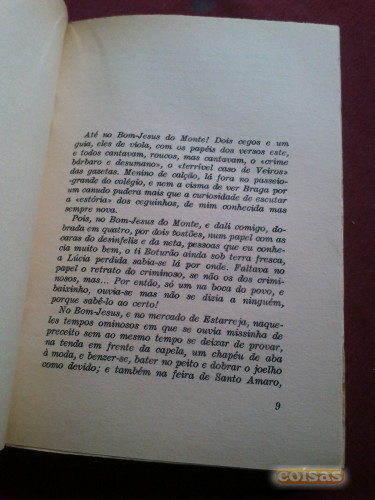 Até no Bom-Jesus do Monte! Dois cegos e um
guia, eles de viola, com os papéis dos versos este,
e todos cantavam, roucos, mas cantavam, o «crime
bárbaro e desumano», o «terrível caso de Veiros»
das gazetas. Menino de calção, lá fora no passeio-
-grande do colégio, e nem a cisma de ver Braga por
um canudo pudera mais que a curiosidade de escutar
a «estória» dos ceguinhos, de mim conhecida mas
sempre nova.
Pois, no Bom-Jesus do Monte, e dali comigo, do-
brada em quatro, por dois tostões, num papel com as
caras do desinfeliz e da neta, pessoas que eu conhe-
cia muito bem, o ti Boturão ainda sob terra fresca,
a Lúcia perdida sabia-se lá por onde. Faltava no
papel o retrato do criminoso, se não os dos crimi-
nosos, mas... Por então, só um na boca do povo, e
baixinho, ouvia-se mas não se dizia a ninguém,
porque sabê-lo ao certo!
No Bom-Jesus, e no mercado de Estarreja, naque-
les tempos ominosos em que se ouvia missinha de
preceito sem ao mesmo tempo se deixar de provar,
na tenda em frente da capela, um chapéu de aba
à moda, e benzer-se, bater no peito e dobrar o joelho
como devido; e também na feira de Santo Amaro,
9
coisas